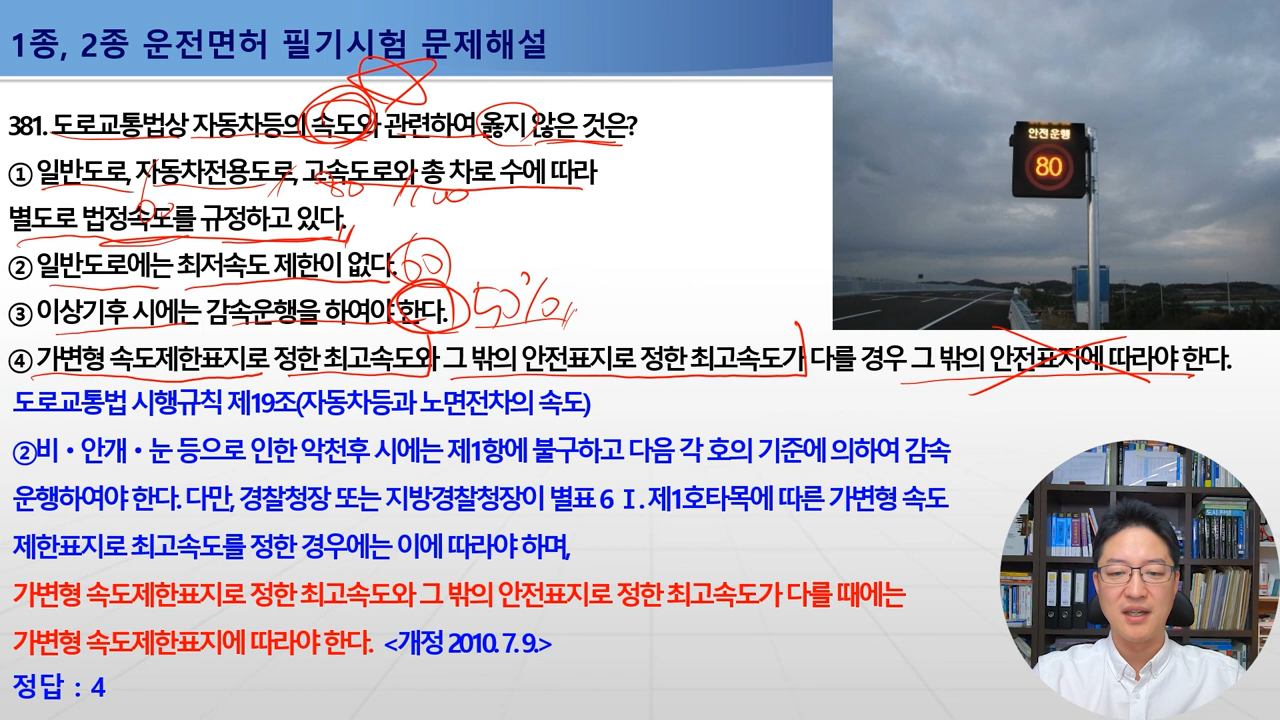 1종, 2종 운전면허 필기시험 문제해설
안전운행
80
381. 도로교통법상 자동차등의 속도와 관련하여 옳지 않은 것은?
① 일반도로, 자동차전용도로, 고속도로와 총 차로 수에 따라
별도로 법정속도를 규정하고 있다.
60 80 100
② 일반도로에는 최저속도 제한이 없다. 60
③ 이상기후 시에는 감속운행을 하여야 한다. 50%
④ 가변형 속도제한표지로 정한 최고속도와 그 밖의 안전표지로 정한 최고속도가 다를 경우 그 밖의 안전표지에 따라야 한다.
도로교통법 시행규칙 제19조(자동차등과 노면전차의 속도)
②비·안개·눈 등으로 인한 악천후 시에는 제1항에 불구하고 다음 각 호의 기준에 의하여 감속
운행하여야 한다. 다만, 경찰청장 또는 지방경찰청장이 별표 6 Ⅰ. 제1호타목에 따른 가변형 속도
제한표지로 최고속도를 정한 경우에는 이에 따라야 하며,
가변형 속도제한표지로 정한 최고속도와 그 밖의 안전표지로 정한 최고속도가 다를 때에는
가변형 속도제한표지에 따라야 한다. <개정 2010. 7. 9.>
정답 : 4